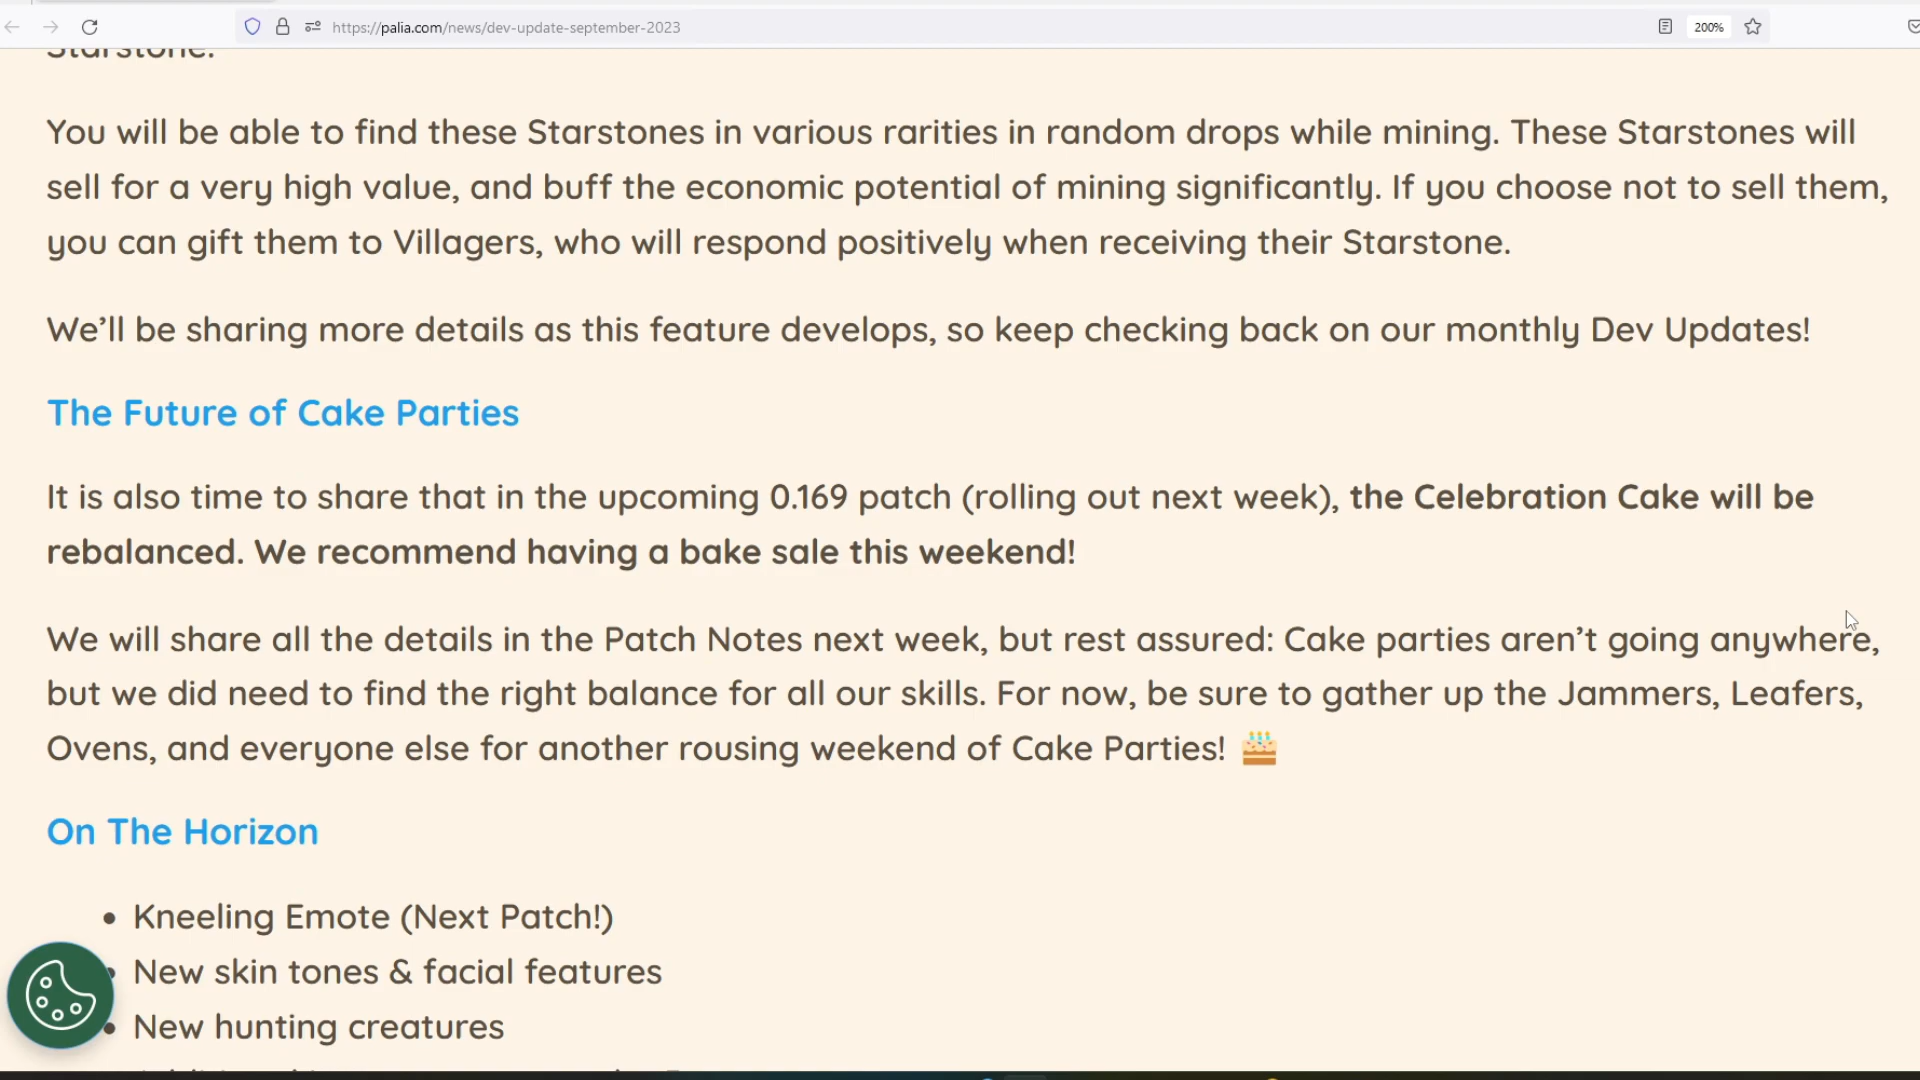 https://palia.com/news/dev-update-september-2023
200%
Starstone.
You will be able to find these Starstones in various rarities in random drops while mining. These Starstones will
sell for a very high value, and buff the economic potential of mining significantly. If you choose not to sell them,
you can gift them to Villagers, who will respond positively when receiving their Starstone.
We’ll be sharing more details as this feature develops, so keep checking back on our monthly Dev Updates!
The Future of Cake Parties
It is also time to share that in the upcoming 0.169 patch (rolling out next week), the Celebration Cake will be
rebalanced. We recommend having a bake sale this weekend!
We will share all the details in the Patch Notes next week, but rest assured: Cake parties aren’t going anywhere,
but we did need to find the right balance for all our skills. For now, be sure to gather up the Jammers, Leafers,
Ovens, and everyone else for another rousing weekend of Cake Parties! 🎂
On The Horizon
• Kneeling Emote (Next Patch!)
• New skin tones & facial features
• New hunting creatures